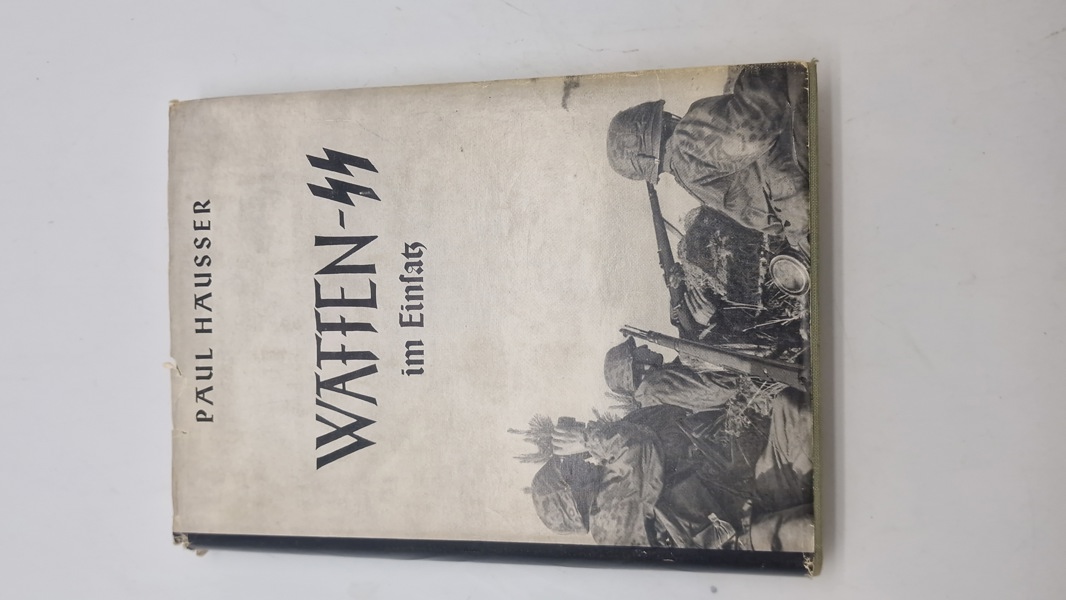 PAUL HAUSSER
WAFFEN-SS
im Einsatz